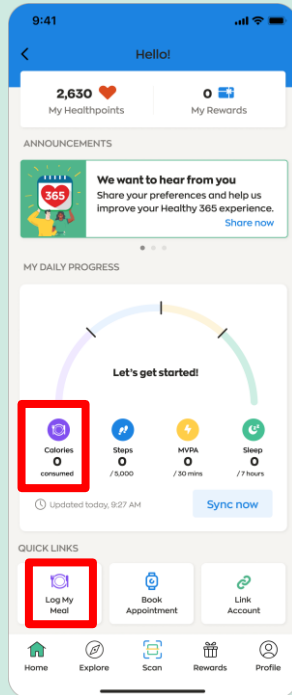 9:41
Hello!
2,630
My Healthpoints
0
My Rewards
ANNOUNCEMENTS
365
We want to hear from you
Share your preferences and help us
improve your Healthy 365 experience.
Share now
MY DAILY PROGRESS
Let's get started!
Calories
0
consumed
Steps
0
/ 5,000
MVPA
0
/ 30 mins
Sleep
0
/ 7 hours
Updated today, 9:27 AM
Sync now
QUICK LINKS
Log My
Meal
Book
Appointment
Link
Account
Home
Explore
Scan
Rewards
Profile